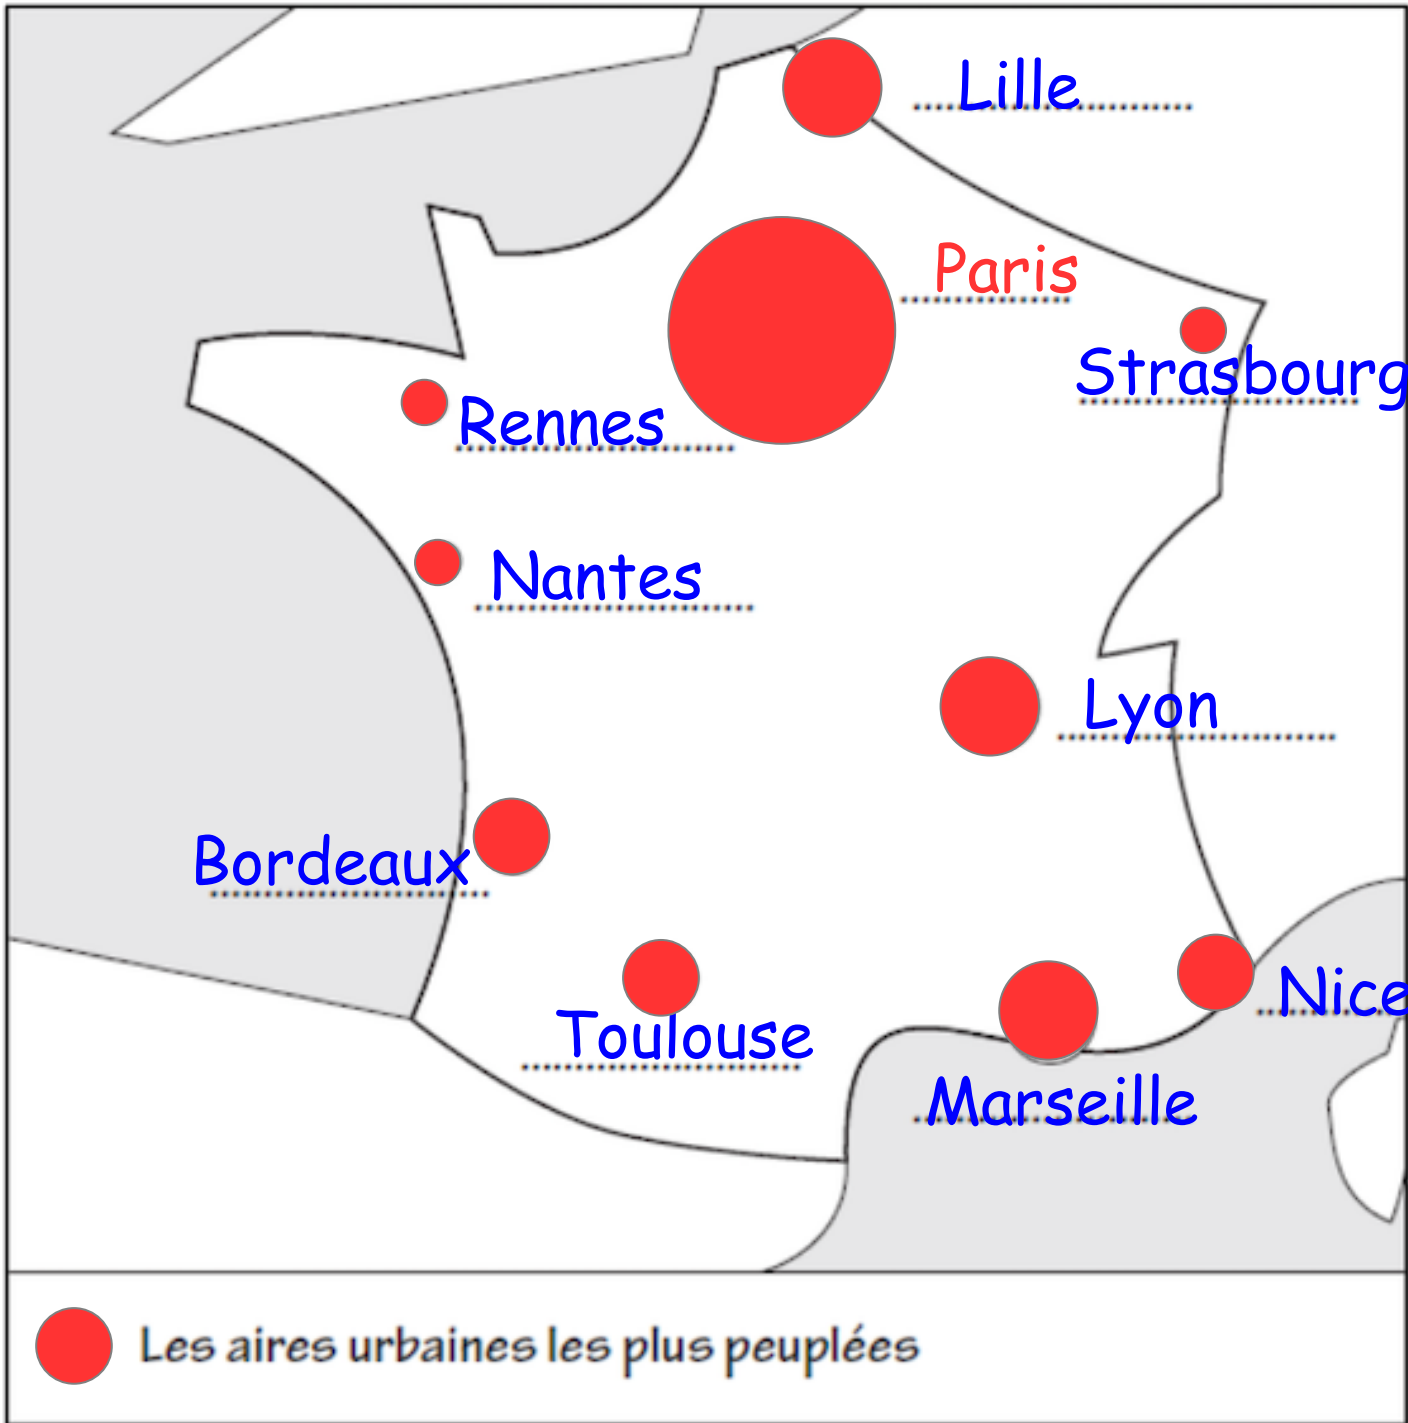 Lille
Paris
Strasbourg
Rennes
Nantes
Lyon
Bordeaux
Nice
Toulouse
Marseille
Les aires urbaines les plus peuplées